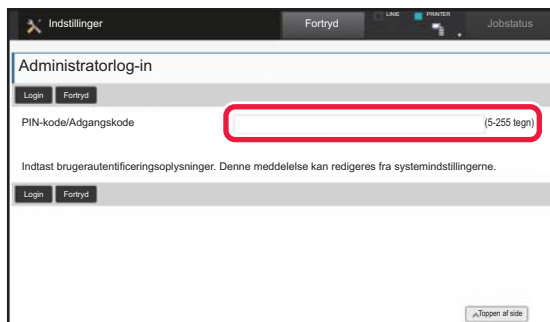 Indstillinger
Fortryd
LINIE
PRINTER
Jobstatus
Administratorlog-in
Login
Fortryd
PIN-kode/Adgangskode
(5-255 tegn)
Indtast brugerautentificeringsoplysninger. Denne meddelelse kan redigeres fra systemindstillingerne.
Login
Fortryd
Toppen af side